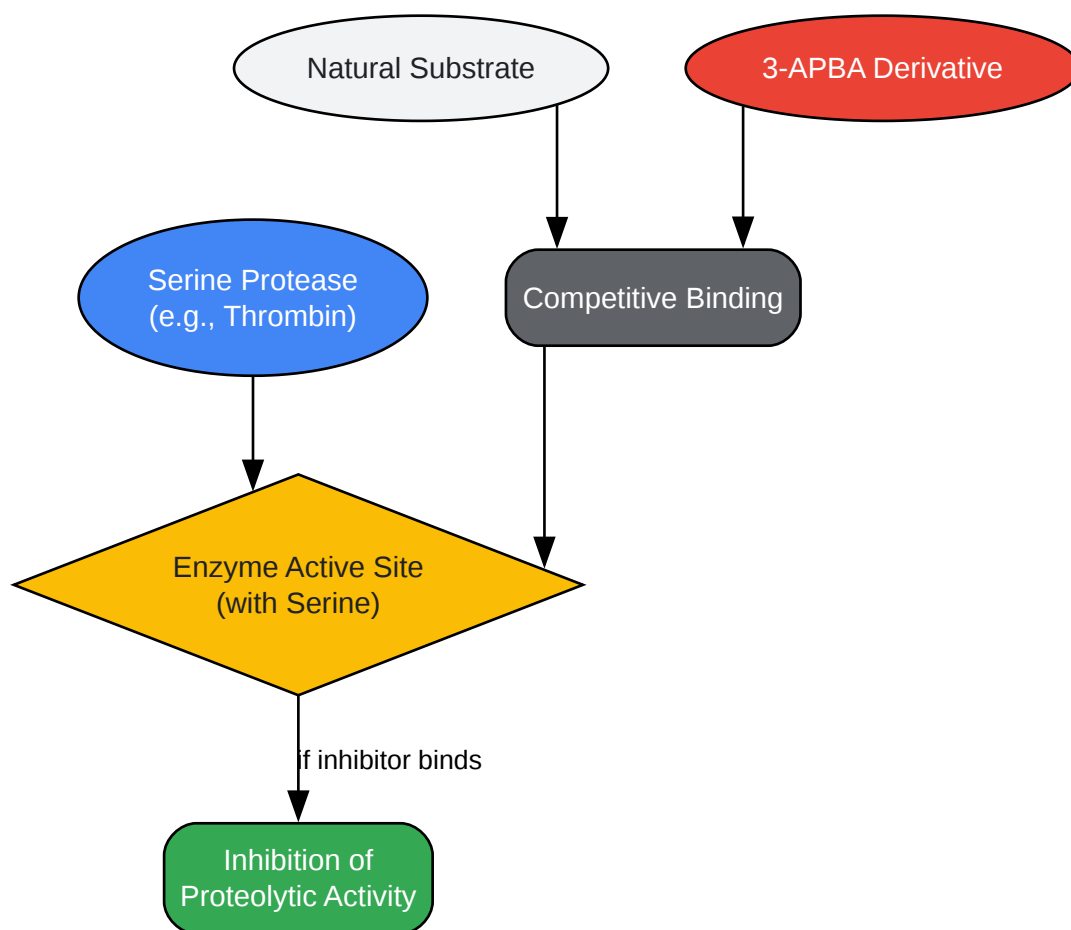 Natural Substrate
3-APBA Derivative
Serine Protease
(e.g., Thrombin)
Competitive Binding
Enzyme Active Site
(with Serine)
if inhibitor binds
Inhibition of
Proteolytic Activity